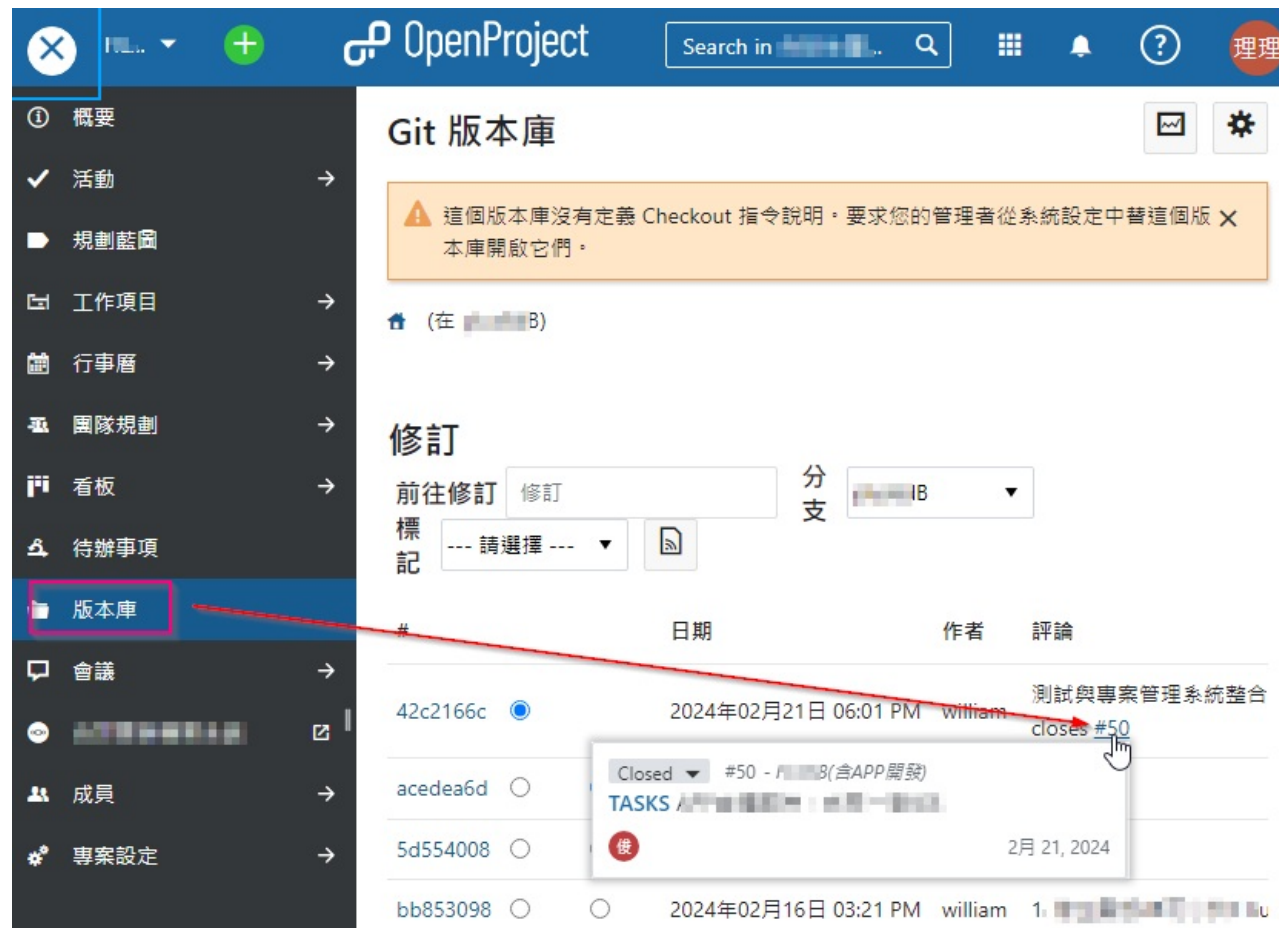 OpenProject
Search in
理理
概要
活動
規劃藍圖
工作項目
行事曆
團隊規劃
看板
待辦事項
版本庫
會議
成員
專案設定
Git 版本庫
這個版本庫沒有定義 Checkout 指令說明。要求您的管理者從系統設定中替這個版
本庫開啟它們。
(在 B)
修訂
前往修訂 修訂 分支 B
標記 --- 請選擇 ---
# 日期 作者 評論
42c2166c 2024年02月21日 06:01 PM william 測試與專案管理系統整合
closes #50
Closed #50 - 8(含APP開發)
TASKS
俊 2月 21, 2024
acedea6d
5d554008
bb853098 2024年02月16日 03:21 PM william 1.